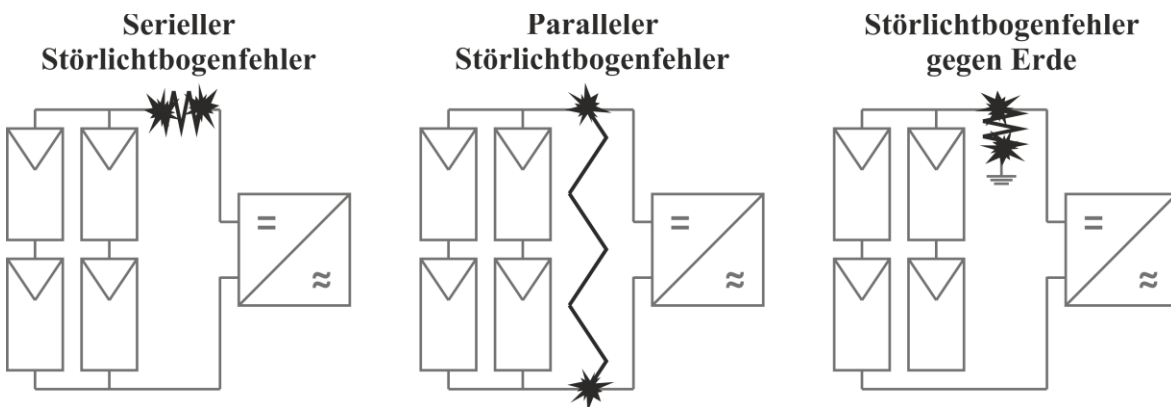 Serieller
Störlichtbogenfehler
Paralleler
Störlichtbogenfehler
Störlichtbogenfehler
gegen Erde
=
≈
=
≈
=
≈